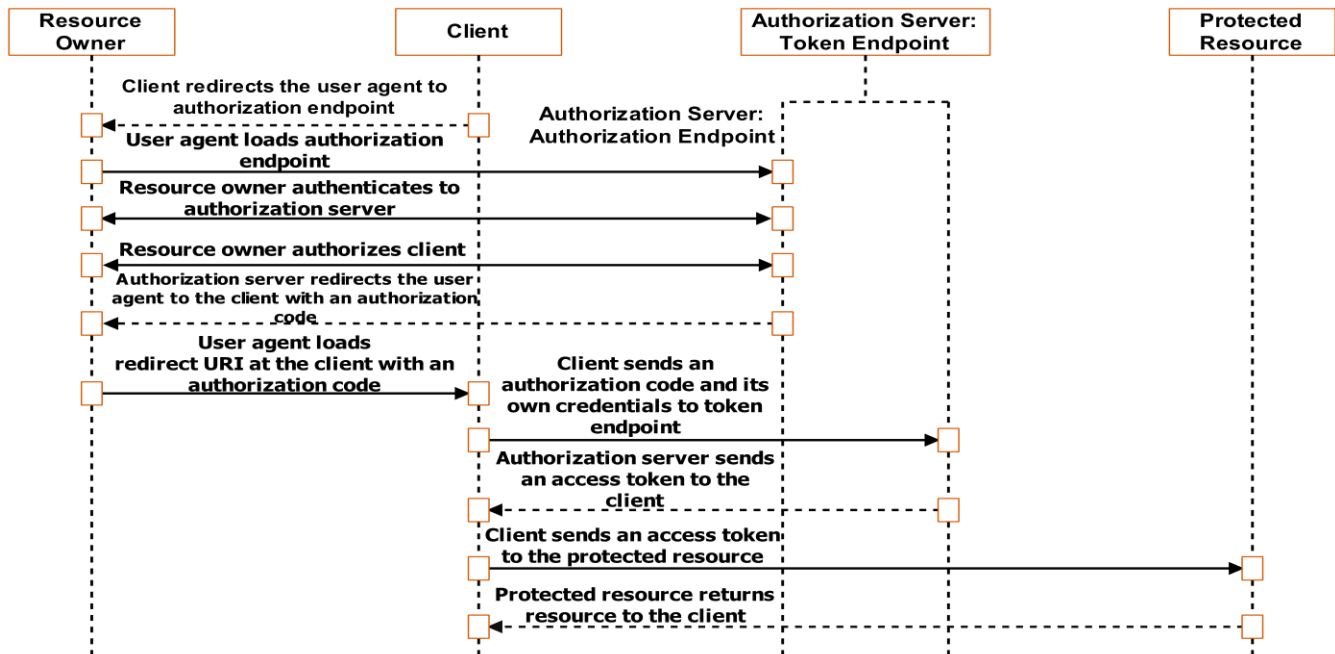 Resource
Owner
Client
Authorization Server:
Token Endpoint
Protected
Resource
Client redirects the user agent to
authorization endpoint
Authorization Server:
Authorization Endpoint
User agent loads authorization
endpoint
Resource owner authenticates to
authorization server
Resource owner authorizes client
Authorization server redirects the user
agent to the client with an authorization
code
User agent loads
redirect URI at the client with an
authorization code
Client sends an
authorization code and its
own credentials to token
endpoint
Authorization server sends
an access token to the
client
Client sends an access token
to the protected resource
Protected resource returns
resource to the client